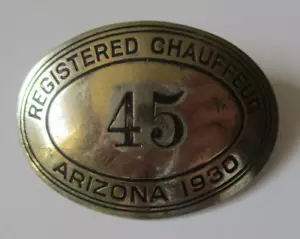 REGISTERED CHAUFFEUR
45
ARIZONA 1930